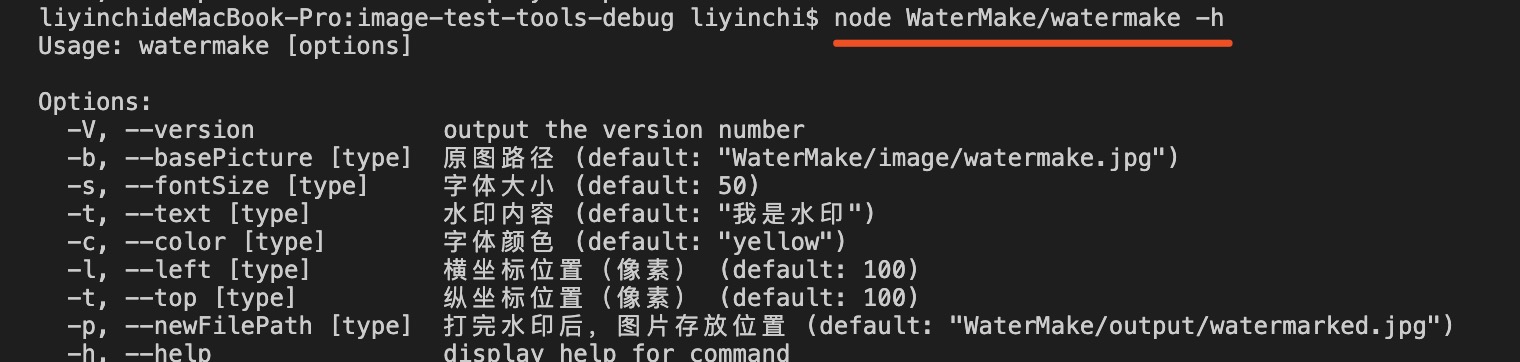 liyinchideMacBook-Pro:image-test-tools-debug liyinchi$ node WaterMake/watermake -h
Usage: watermake [options]
Options:
-V, --version output the version number
-b, --basePicture [type] 原图路径 (default: "WaterMake/image/watermake.jpg")
-s, --fontSize [type] 字体大小 (default: 50)
-t, --text [type] 水印内容 (default: "我是水印")
-c, --color [type] 字体颜色 (default: "yellow")
-l, --left [type] 横坐标位置（像素） (default: 100)
-t, --top [type] 纵坐标位置（像素） (default: 100)
-p, --newFilePath [type] 打完水印后，图片存放位置 (default: "WaterMake/output/watermarked.jpg")
-h, --help display help for command